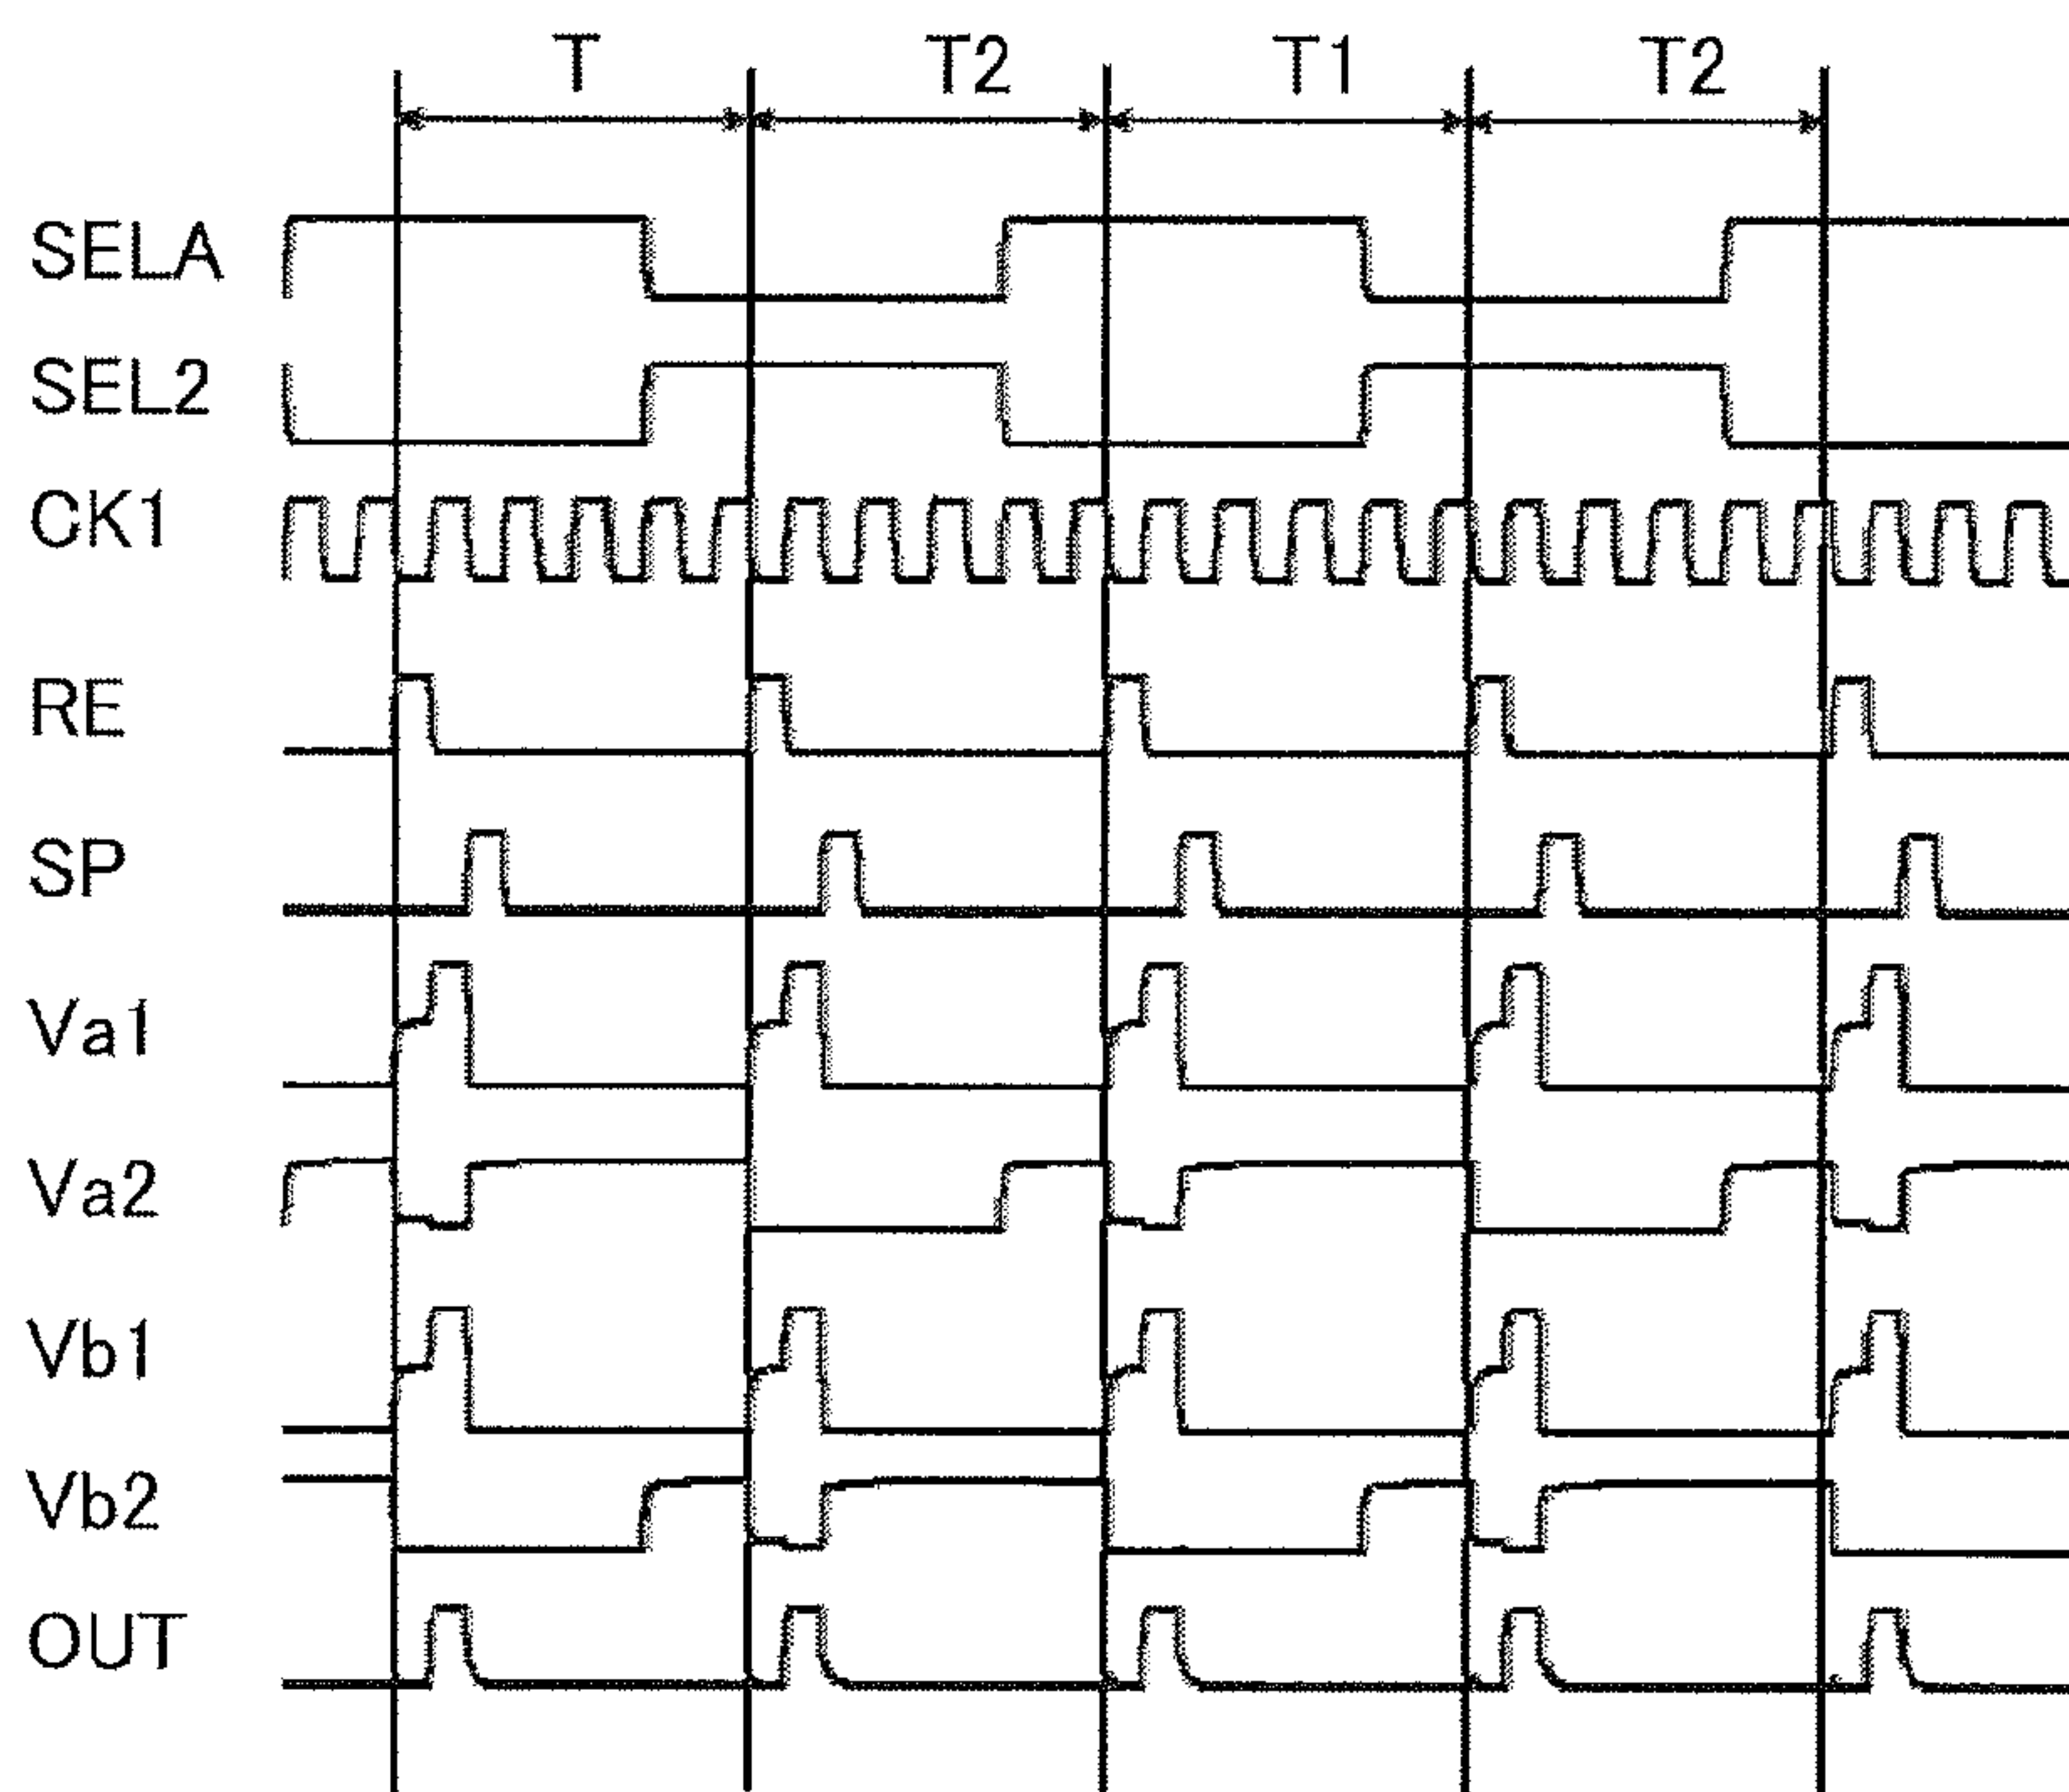 T T2 T1 T2
SELA
SEL2
CK1
RE
SP
Va1
Va2
Vb1
Vb2
OUT